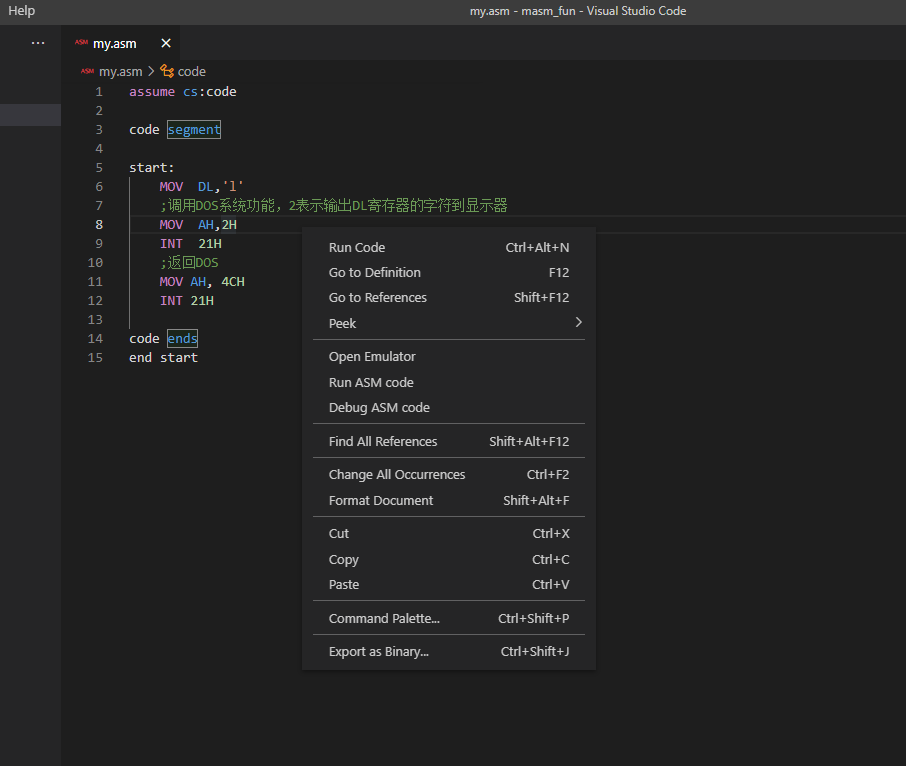 Help
my.asm - masm_fun - Visual Studio Code
··· ASM my.asm ×
ASM my.asm > code
1 assume cs:code
2
3 code segment
4
5 start:
6 MOV DL,'l'
7 ;调用DOS系统功能，2表示输出DL寄存器的字符到显示器
8 MOV AH,2H
9 INT 21H
10 ;返回DOS
11 MOV AH, 4CH
12 INT 21H
13
14 code ends
15 end start
Run Code Ctrl+Alt+N
Go to Definition F12
Go to References Shift+F12
Peek >
Open Emulator
Run ASM code
Debug ASM code
Find All References Shift+Alt+F12
Change All Occurrences Ctrl+F2
Format Document Shift+Alt+F
Cut Ctrl+X
Copy Ctrl+C
Paste Ctrl+V
Command Palette... Ctrl+Shift+P
Export as Binary... Ctrl+Shift+J